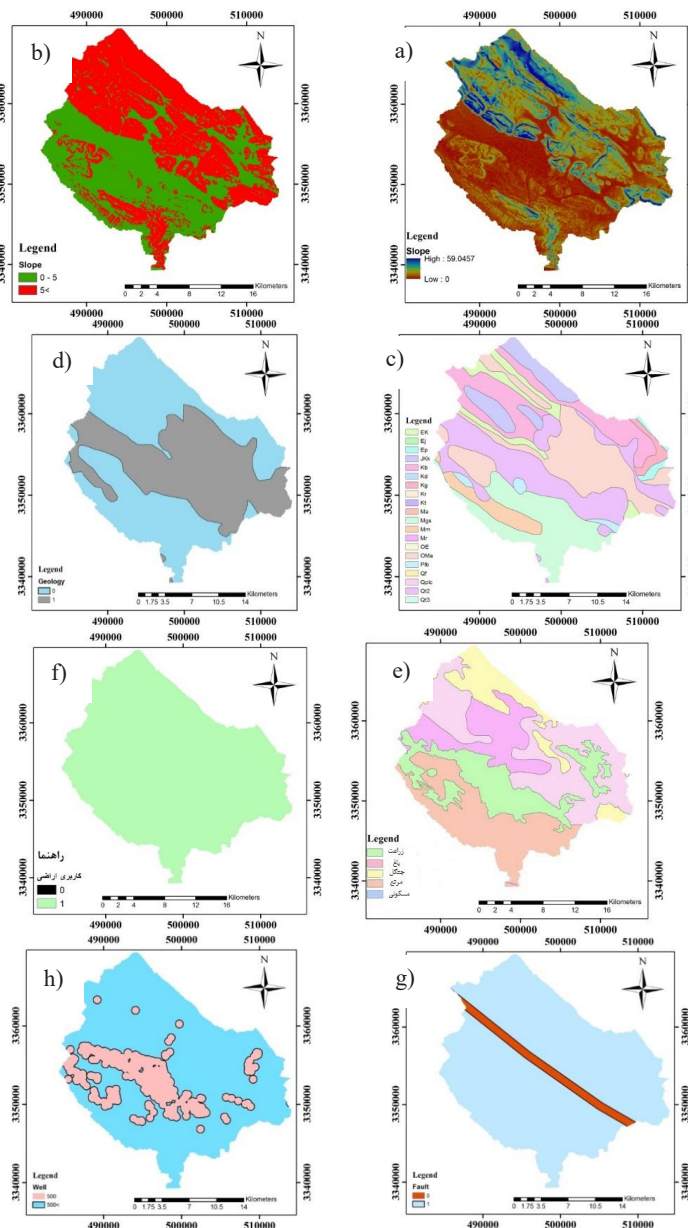 b)
490000 500000 510000
N
3360000
3350000
3340000
Legend
Slope
0 - 5
5<
Kilometers
0 2 4 8 12 16
490000 500000 510000
a)
490000 500000 510000
N
3360000
3350000
3340000
Legend
Slope
High : 59.0457
Low : 0
Kilometers
0 2 4 8 12 16
490000 500000 510000
d)
N
3360000
3350000
3340000
Legend
Geology
0
1
Kilometers
0 1.75 3.5 7 10.5 14
490000 500000 510000
c)
N
3360000
3350000
3340000
Legend
EK
Ej
Ep
JKk
Kb
Kd
Kg
Kr
Kt
Ma
Mgs
Mm
Mr
OE
OMa
Plb
Qf
Qplc
Qt2
Qt3
Kilometers
0 1.75 3.5 7 10.5 14
490000 500000 510000
f)
N
3360000
3350000
3340000
راهنما
کاربری اراضی
0
1
Kilometers
0 2 4 8 12 16
490000 500000 510000
e)
N
3360000
3350000
3340000
Legend
زراعت
باغ
جنگل
مرتع
مسکونی
Kilometers
0 2 4 8 12 16
490000 500000 510000
h)
N
3360000
3350000
3340000
Legend
Well
500
500<
Kilometers
0 1.75 3.5 7 10.5 14
490000 500000 510000
g)
N
3360000
3350000
3340000
Legend
Fault
0
1
Kilometers
0 1.75 3.5 7 10.5 14
490000 500000 510000